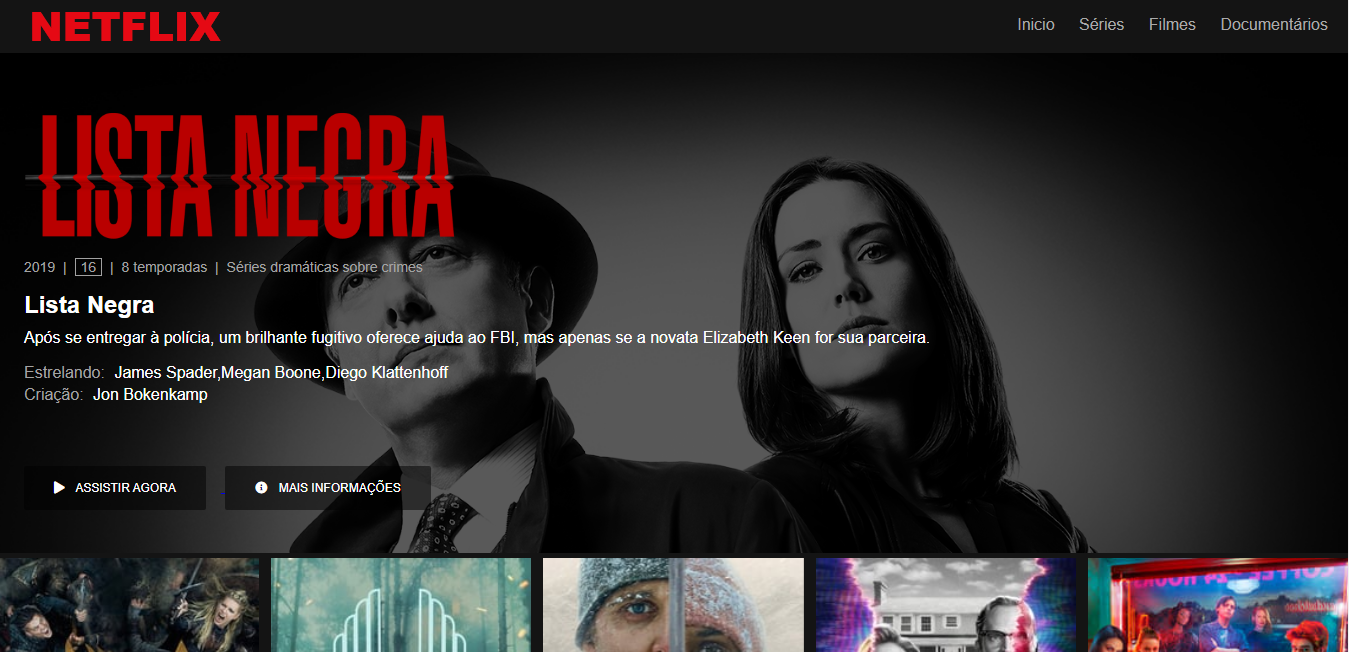 NETFLIX
Inicio Séries Filmes Documentários
LISTA NEGRA
2019 | 16 | 8 temporadas | Séries dramáticas sobre crimes
Lista Negra
Após se entregar à polícia, um brilhante fugitivo oferece ajuda ao FBI, mas apenas se a novata Elizabeth Keen for sua parceira.
Estrelando: James Spader,Megan Boone,Diego Klattenhoff
Criação: Jon Bokenkamp
ASSISTIR AGORA
MAIS INFORMAÇÕES